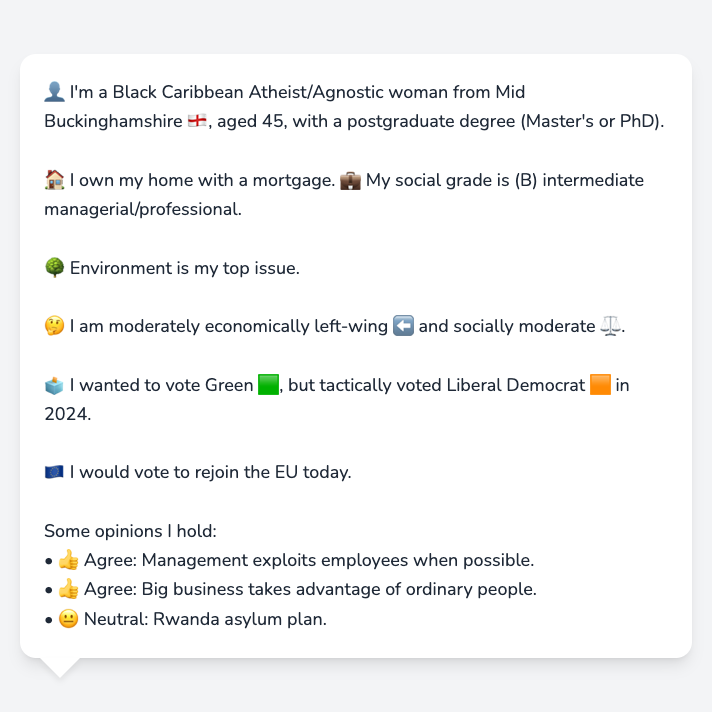 👤 I'm a Black Caribbean Atheist/Agnostic woman from Mid
Buckinghamshire 🏴󠁧󠁢󠁥󠁮󠁧󠁿, aged 45, with a postgraduate degree (Master's or PhD).
🏠 I own my home with a mortgage. 💼 My social grade is (B) intermediate
managerial/professional.
🌳 Environment is my top issue.
🤔 I am moderately economically left-wing ⬅️ and socially moderate ⚖️.
🗳️ I wanted to vote Green 🟩, but tactically voted Liberal Democrat 🟧 in
2024.
🇪🇺 I would vote to rejoin the EU today.
Some opinions I hold:
• 👍 Agree: Management exploits employees when possible.
• 👍 Agree: Big business takes advantage of ordinary people.
• 😐 Neutral: Rwanda asylum plan.